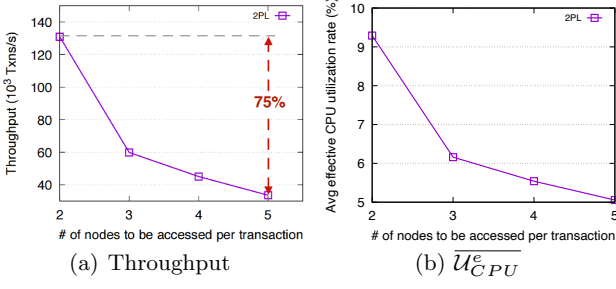 2PL
140
120
100
80
60
40
Throughput (10³ Txns/s)
75%
2 3 4 5
# of nodes to be accessed per transaction
(a) Throughput
2PL
10
9
8
7
6
5
Avg effective CPU utilization rate (%)
2 3 4 5
# of nodes to be accessed per transaction
(b) $\overline{\mathcal{U}^e_{CPU}}$